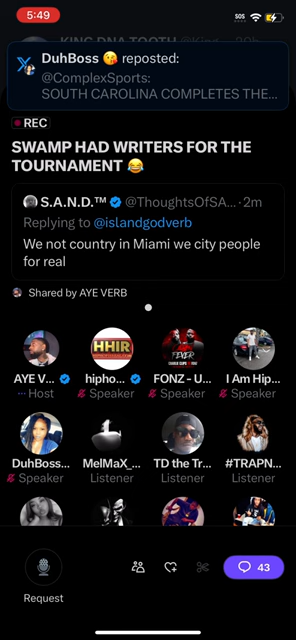 5:49
SOS
DuhBoss 😘 reposted:
@ComplexSports:
SOUTH CAROLINA COMPLETES THE...
REC
SWAMP HAD WRITERS FOR THE
TOURNAMENT 😂
S.A.N.D.™ @ThoughtsOfSA... · 2m
Replying to @islandgodverb
We not country in Miami we city people
for real
Shared by AYE VERB
AYE V...
Host
hipho...
Speaker
FONZ - U...
Speaker
I Am Hip...
Speaker
HHIR
FEVER
DuhBoss...
Speaker
MelMaX_...
Listener
TD the Tr...
Listener
#TRAPN...
Listener
43
Request